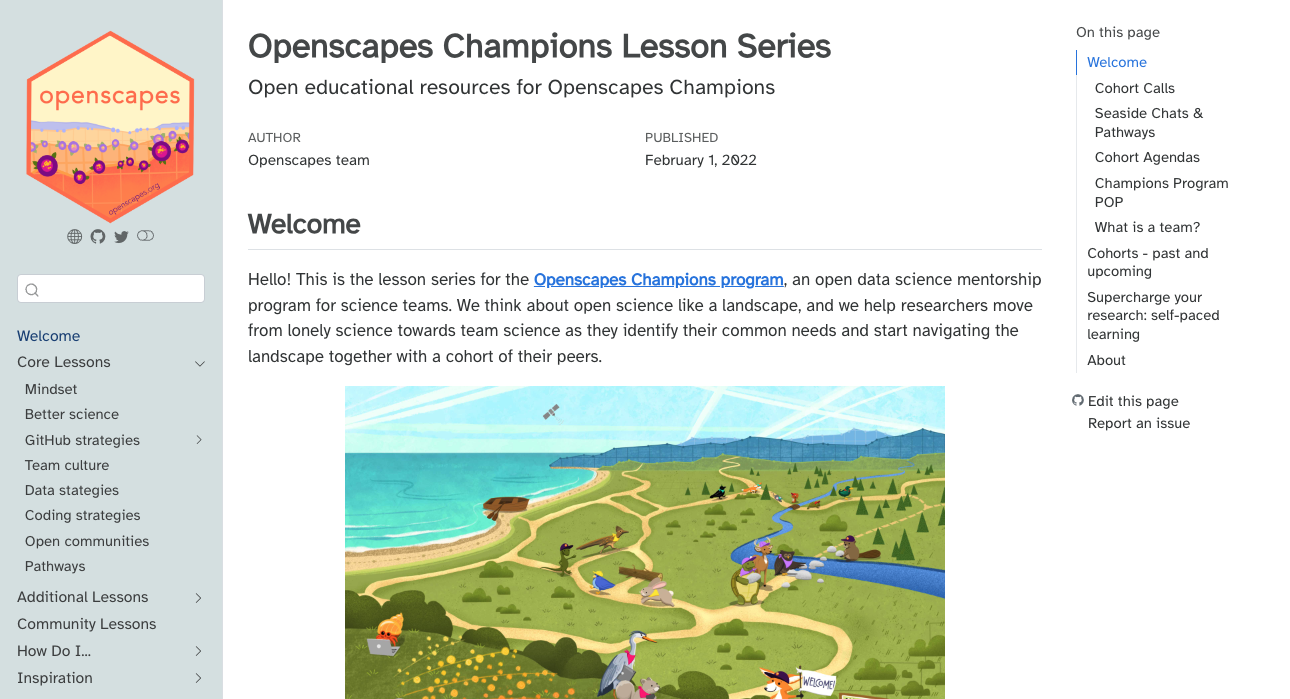 openscapes
openscapes.org
Welcome
Core Lessons
Mindset
Better science
GitHub strategies
Team culture
Data stategies
Coding strategies
Open communities
Pathways
Additional Lessons
Community Lessons
How Do I...
Inspiration
Openscapes Champions Lesson Series
Open educational resources for Openscapes Champions
AUTHOR
Openscapes team
PUBLISHED
February 1, 2022
Welcome
Hello! This is the lesson series for the Openscapes Champions program, an open data science mentorship
program for science teams. We think about open science like a landscape, and we help researchers move
from lonely science towards team science as they identify their common needs and start navigating the
landscape together with a cohort of their peers.
WELCOME!
On this page
Welcome
Cohort Calls
Seaside Chats &
Pathways
Cohort Agendas
Champions Program
POP
What is a team?
Cohorts - past and
upcoming
Supercharge your
research: self-paced
learning
About
Edit this page
Report an issue